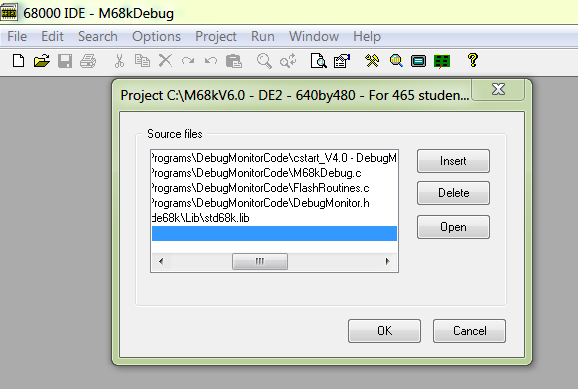 68000 IDE - M68kDebug
File Edit Search Options Project Run Window Help
Project C:\M68kV6.0 - DE2 - 640by480 - For 465 studen...
Source files
Programs\DebugMonitorCode\cstart_V4.0 - DebugM
Programs\DebugMonitorCode\M68kDebug.c
Programs\DebugMonitorCode\FlashRoutines.c
Programs\DebugMonitorCode\DebugMonitor.h
de68k\Lib\std68k.lib
Insert
Delete
Open
OK Cancel